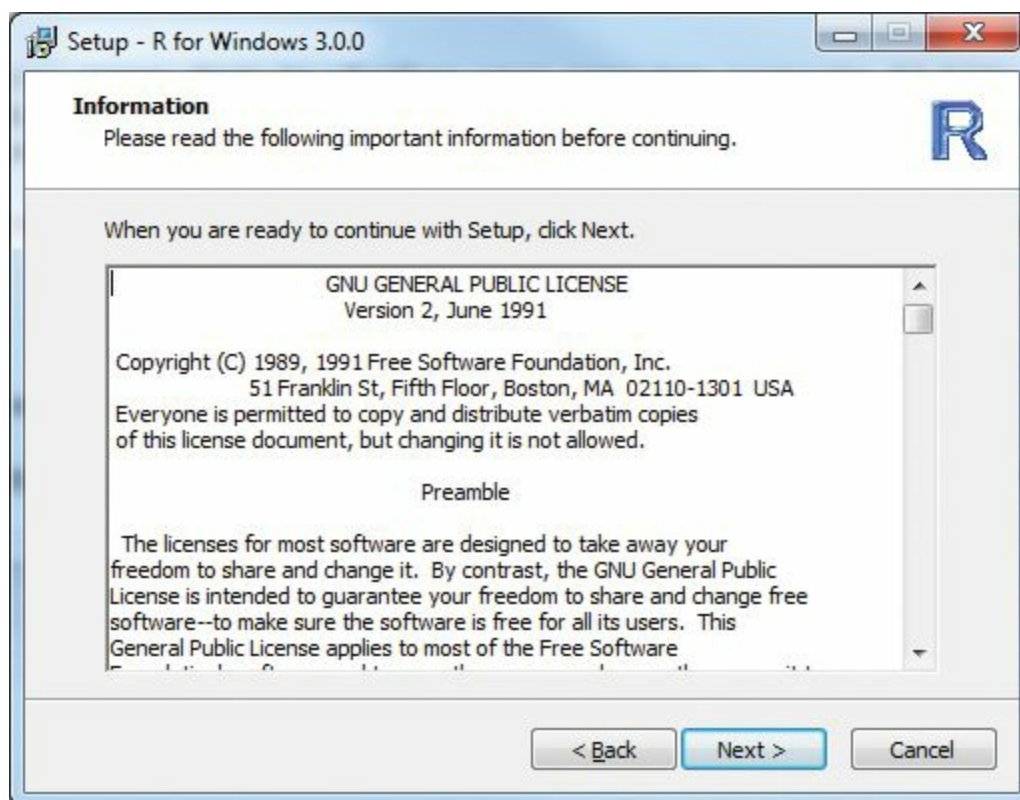 Setup - R for Windows 3.0.0
Information
Please read the following important information before continuing.
R
When you are ready to continue with Setup, click Next.
GNU GENERAL PUBLIC LICENSE
Version 2, June 1991
Copyright (C) 1989, 1991 Free Software Foundation, Inc.
51 Franklin St, Fifth Floor, Boston, MA 02110-1301 USA
Everyone is permitted to copy and distribute verbatim copies
of this license document, but changing it is not allowed.
Preamble
The licenses for most software are designed to take away your
freedom to share and change it. By contrast, the GNU General Public
License is intended to guarantee your freedom to share and change free
software--to make sure the software is free for all its users. This
General Public License applies to most of the Free Software
< Back Next > Cancel